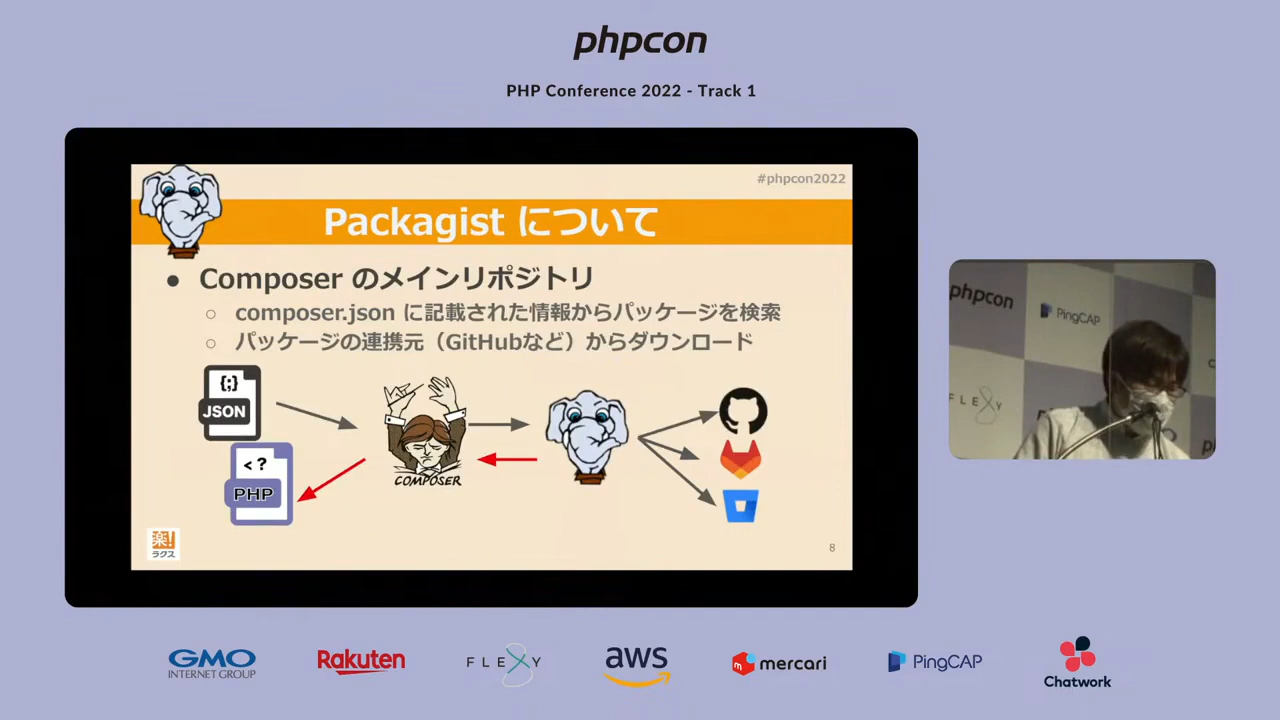 phpcon
PHP Conference 2022 - Track 1
#phpcon2022
Packagist について
● Composer のメインリポジトリ
○ composer.json に記載された情報からパッケージを検索
○ パッケージの連携元（GitHubなど）からダウンロード
{;}
JSON
<?
PHP
COMPOSER
楽!
ラクス
8
phpcon
PingCAP
FLEXY
GMO
INTERNET GROUP
Rakuten
FLEXY
aws
mercari
PingCAP
Chatwork